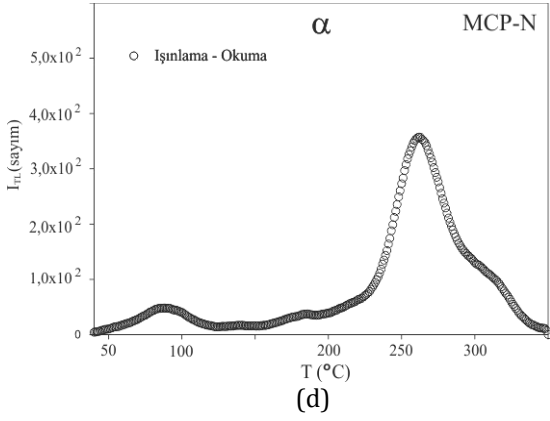 α
MCP-N
Işınlama - Okuma
5,0x10²
4,0x10²
3,0x10²
2,0x10²
1,0x10²
0
I_TL(sayım)
50
100
200
250
300
T (°C)
(d)